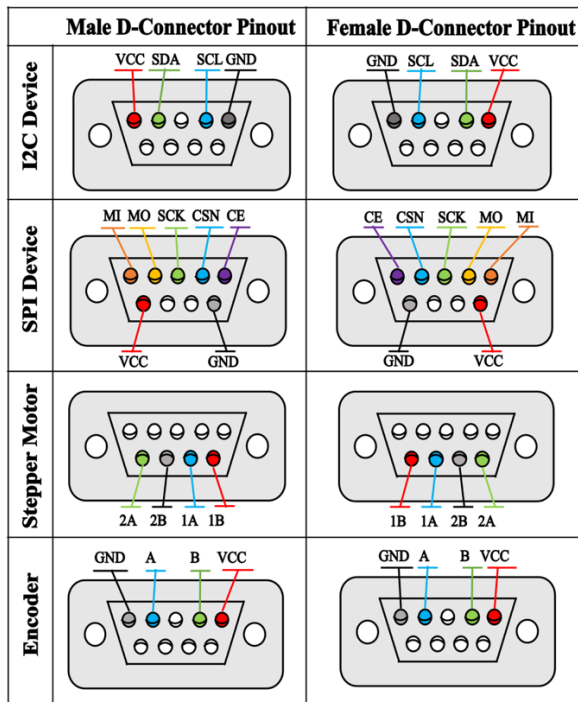 Male D-Connector Pinout
Female D-Connector Pinout
I2C Device
VCC SDA SCL GND
GND SCL SDA VCC
SPI Device
MI MO SCK CSN CE
VCC GND
CE CSN SCK MO MI
GND VCC
Stepper Motor
2A 2B 1A 1B
1B 1A 2B 2A
Encoder
GND A B VCC
GND A B VCC